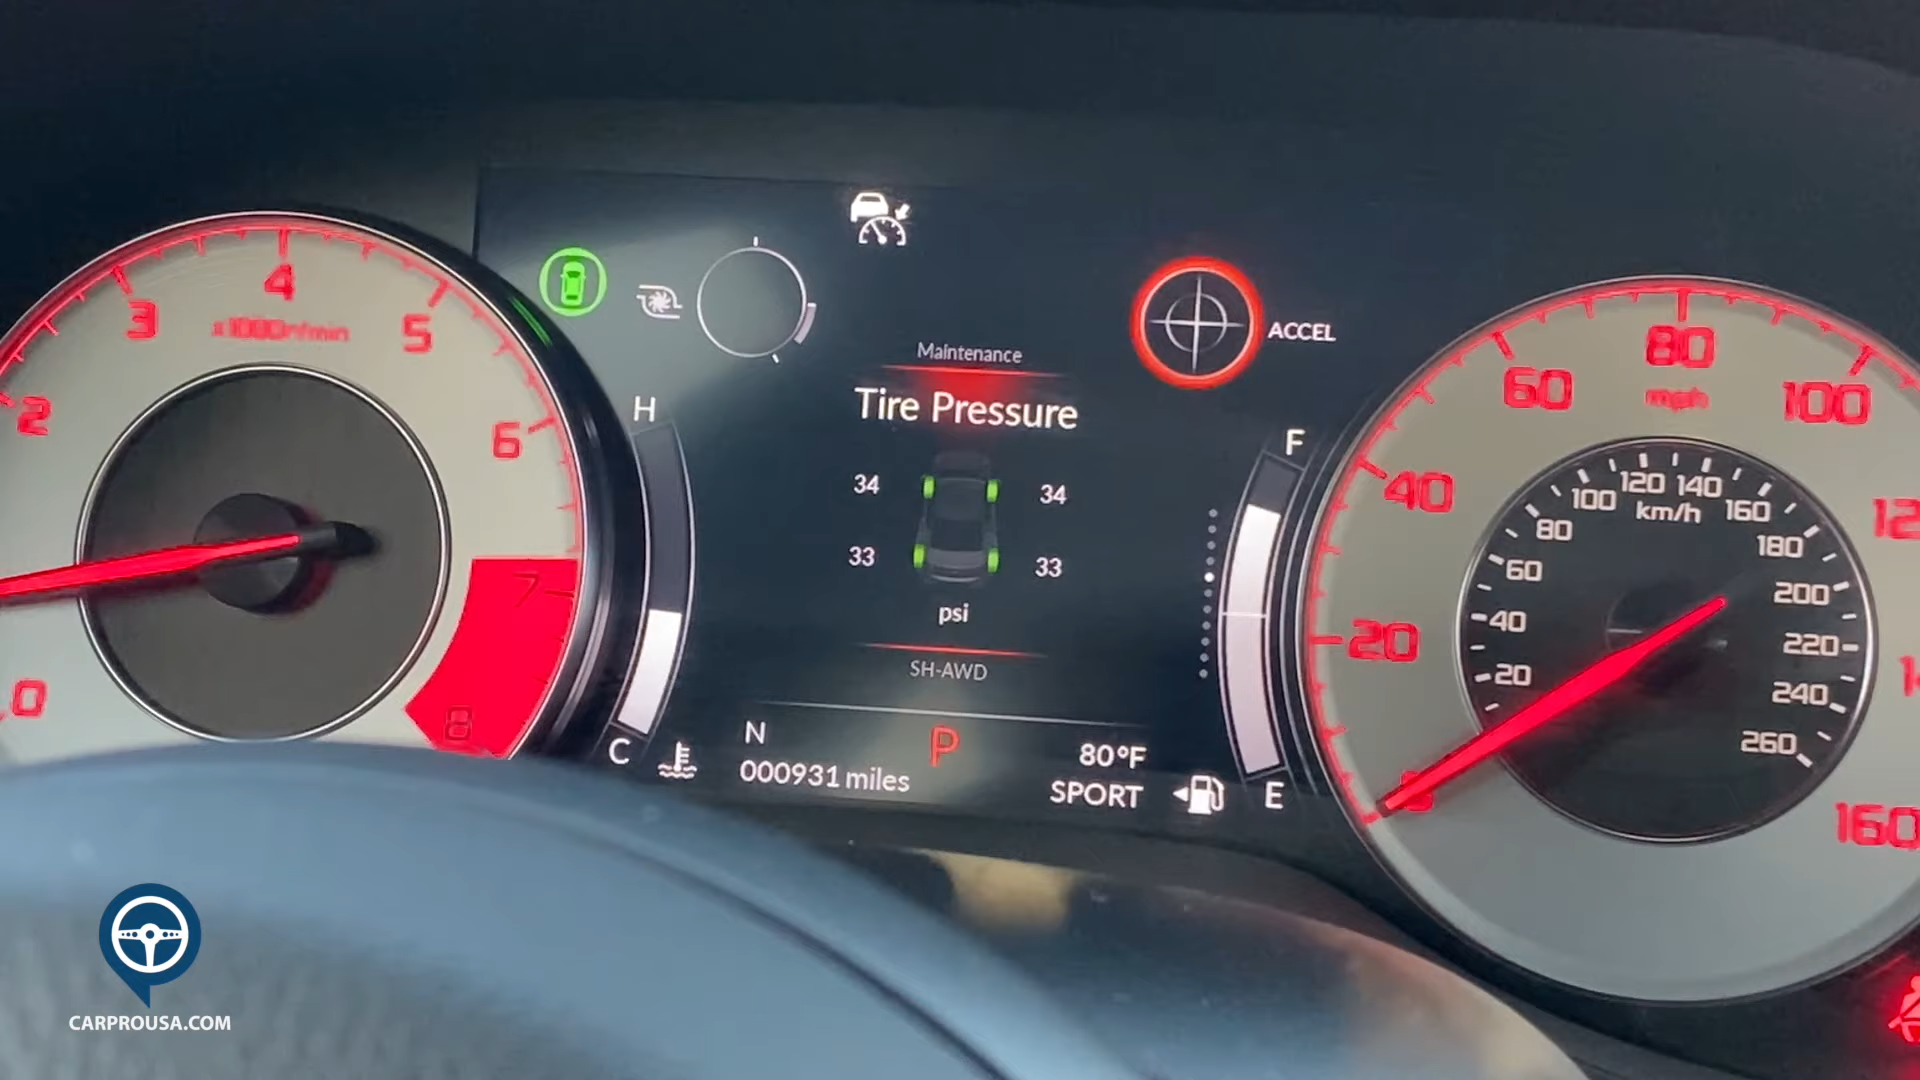 4
3
5
x1000r/min
2
6
7
0
8
H
C
ACCEL
Maintenance
Tire Pressure
34 34
33 33
psi
SH-AWD
N P 80°F
000931 miles SPORT
F
E
80
60 100
mph
40
20
120 140
100 160
km/h
80 180
60 200
40 220
20 240
260
160
CARPROUSA.COM